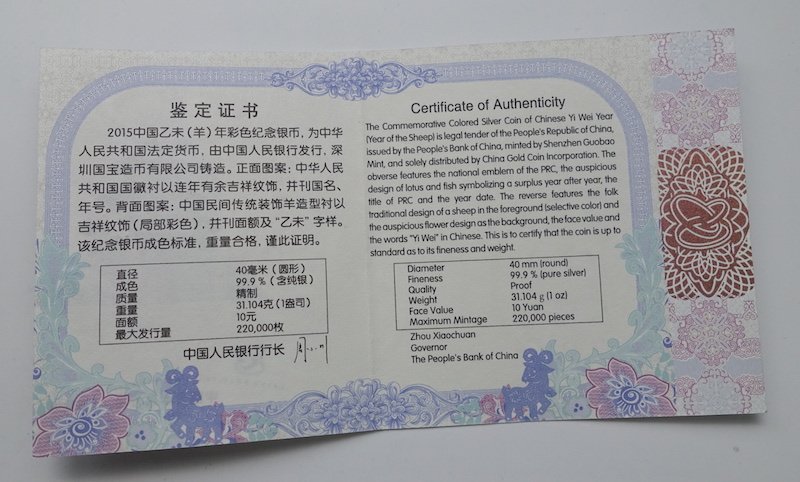 鉴定证书
2015中国乙未（羊）年彩色纪念银币，为中华
人民共和国法定货币，由中国人民银行发行，深
圳国宝造币有限公司铸造。正面图案：中华人民
共和国国徽衬以连年有余吉祥纹饰，并刊国名、
年号。背面图案：中国民间传统装饰羊造型衬以
吉祥纹饰（局部彩色），并刊面额及“乙未”字样。
该纪念银币成色标准，重量合格，谨此证明。
直径 40毫米（圆形）
成色 99.9％（含纯银）
质量 精制
重量 31.104克（1盎司）
面额 10元
最大发行量 220,000枚
中国人民银行行长
Certificate of Authenticity
The Commemorative Colored Silver Coin of Chinese Yi Wei Year
(Year of the Sheep) is legal tender of the People's Republic of China,
issued by the People's Bank of China, minted by Shenzhen Guobao
Mint, and solely distributed by China Gold Coin Incorporation. The
obverse features the national emblem of the PRC, the auspicious
design of lotus and fish symbolizing a surplus year after year, the
title of PRC and the year date. The reverse features the folk
traditional design of a sheep in the foreground (selective color) and
the auspicious flower design as the background, the face value and
the words "Yi Wei" in Chinese. This is to certify that the coin is up to
standard as to its fineness and weight.
Diameter 40 mm (round)
Fineness 99.9 % (pure silver)
Quality Proof
Weight 31.104 g (1 oz)
Face Value 10 Yuan
Maximum Mintage 220,000 pieces
Zhou Xiaochuan
Governor
The People's Bank of China